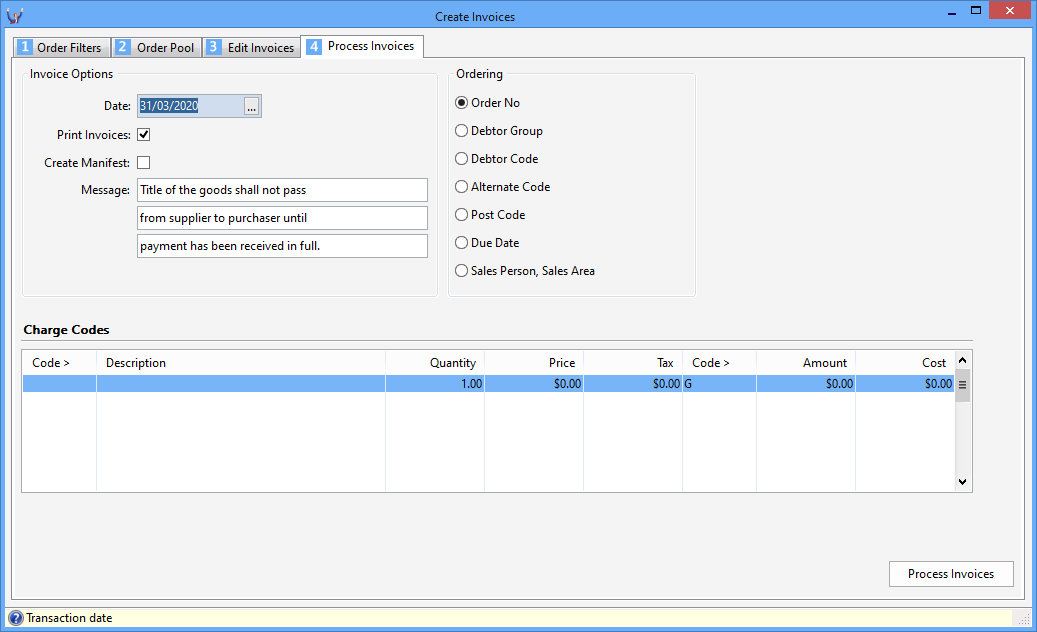 Create Invoices
1 Order Filters 2 Order Pool 3 Edit Invoices 4 Process Invoices
Invoice Options
Date: 31/03/2020 ...
Print Invoices:
Create Manifest:
Message: Title of the goods shall not pass
from supplier to purchaser until
payment has been received in full.
Ordering
Order No
Debtor Group
Debtor Code
Alternate Code
Post Code
Due Date
Sales Person, Sales Area
Charge Codes
Code > Description Quantity Price Tax Code > Amount Cost
1.00 $0.00 $0.00 G $0.00 $0.00
Process Invoices
? Transaction date